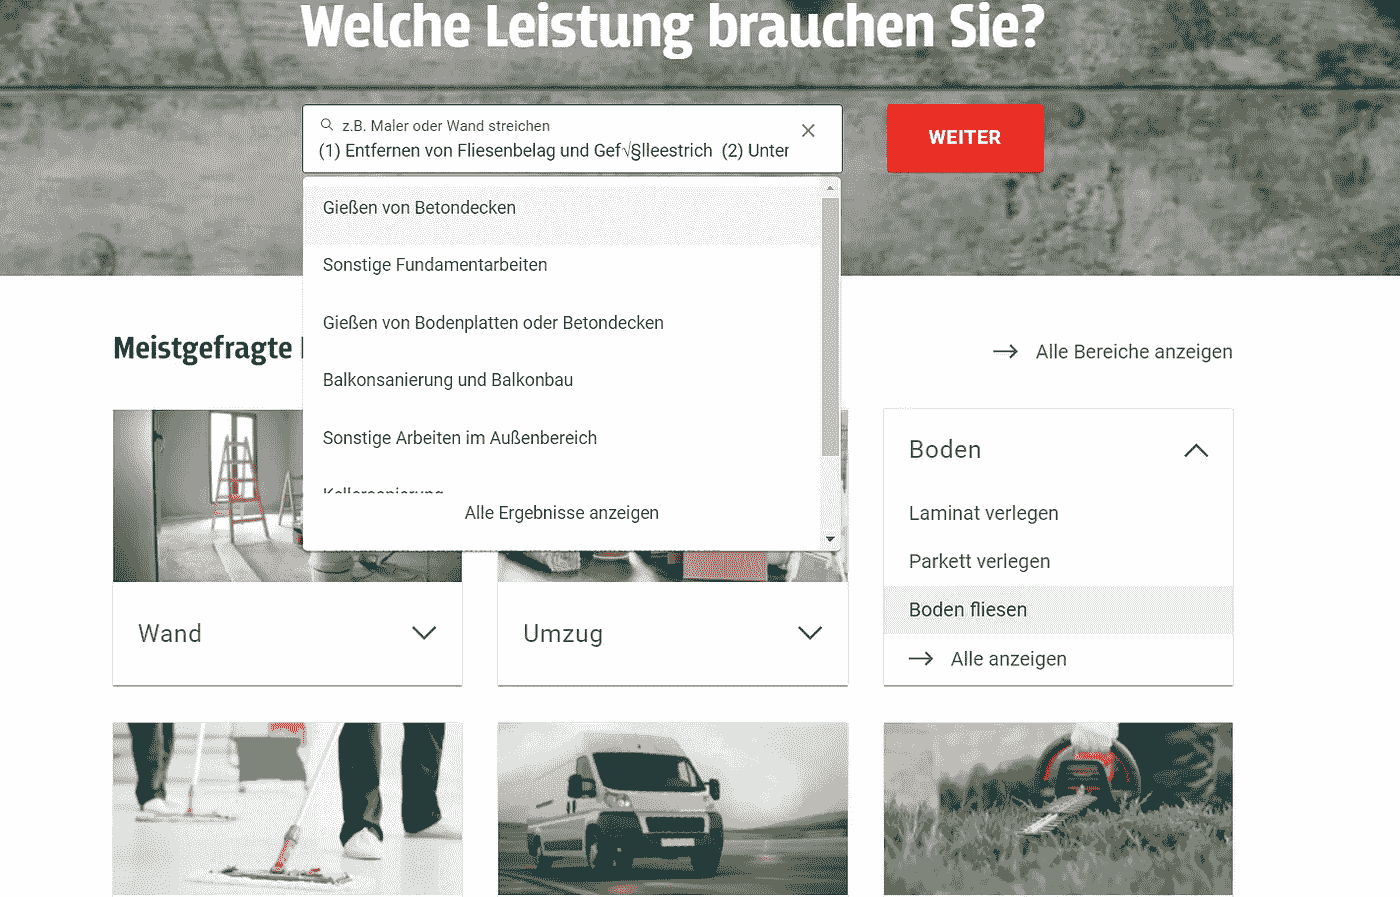 Welche Leistung brauchen Sie?
z.B. Maler oder Wand streichen
(1) Entfernen von Fliesenbelag und Gef√§lleestrich (2) Unter
WEITER
Gießen von Betondecken
Sonstige Fundamentarbeiten
Gießen von Bodenplatten oder Betondecken
Balkonsanierung und Balkonbau
Sonstige Arbeiten im Außenbereich
Kellersanierung
Alle Ergebnisse anzeigen
Meistgefragte
Alle Bereiche anzeigen
Wand
Umzug
Boden
Laminat verlegen
Parkett verlegen
Boden fliesen
Alle anzeigen